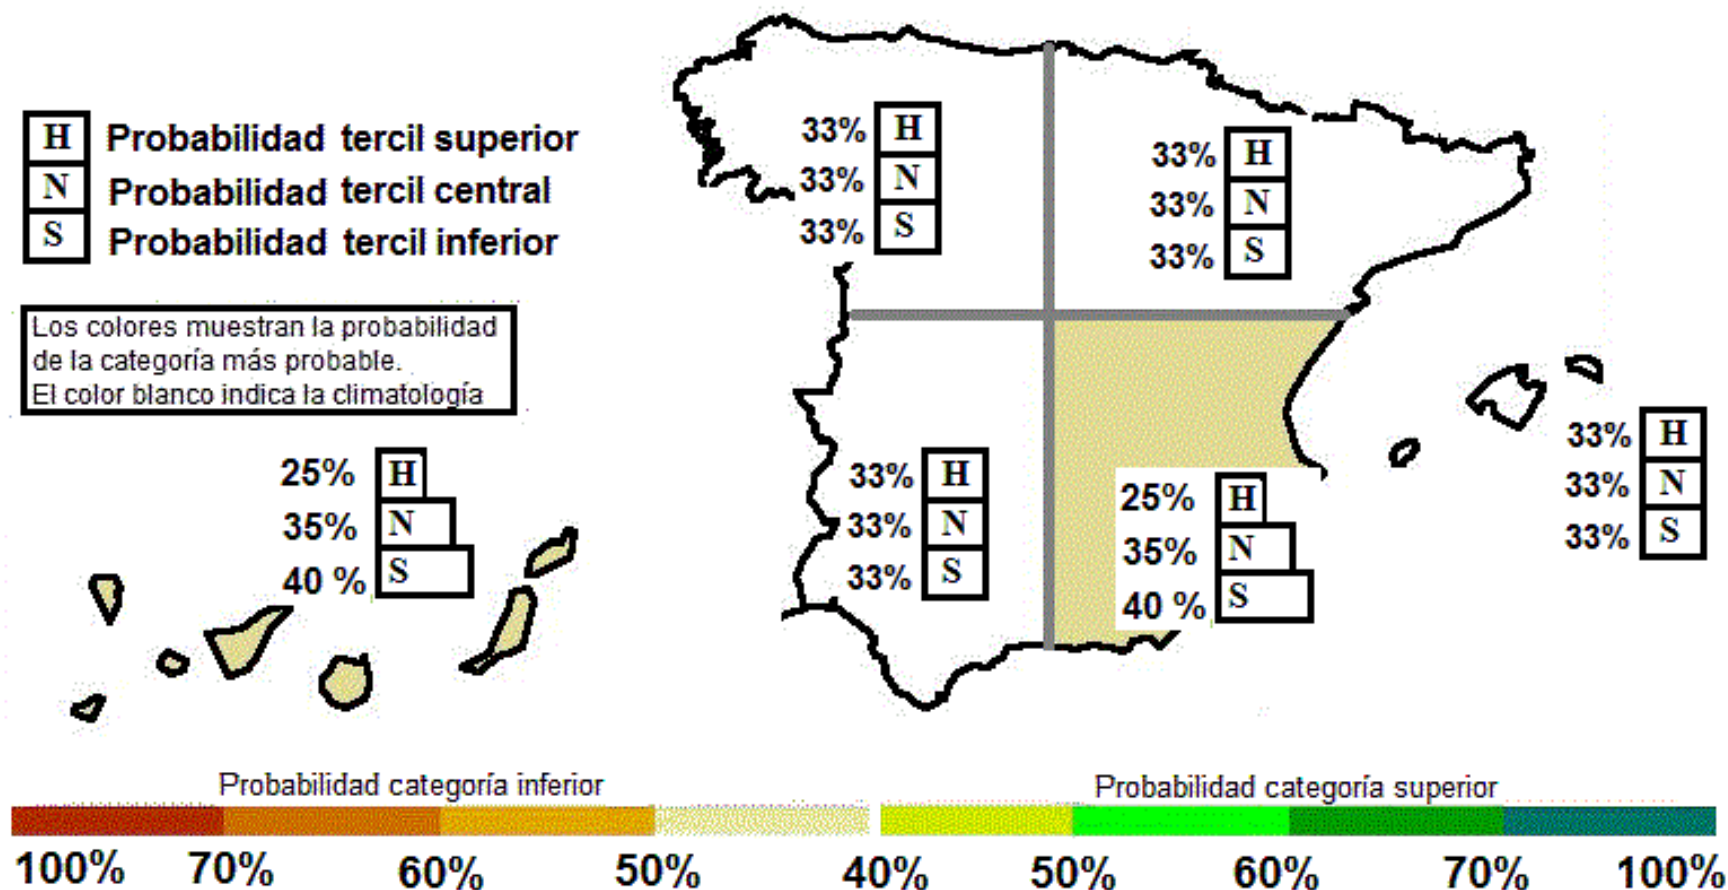 H Probabilidad tercil superior
N Probabilidad tercil central
S Probabilidad tercil inferior
Los colores muestran la probabilidad
de la categoría más probable.
El color blanco indica la climatología
33% H
33% N
33% S
33% H
33% N
33% S
25% H
35% N
40 % S
33% H
33% N
33% S
25% H
35% N
40 % S
33% H
33% N
33% S
Probabilidad categoría inferior
Probabilidad categoría superior
100% 70% 60% 50% 40% 50% 60% 70% 100%